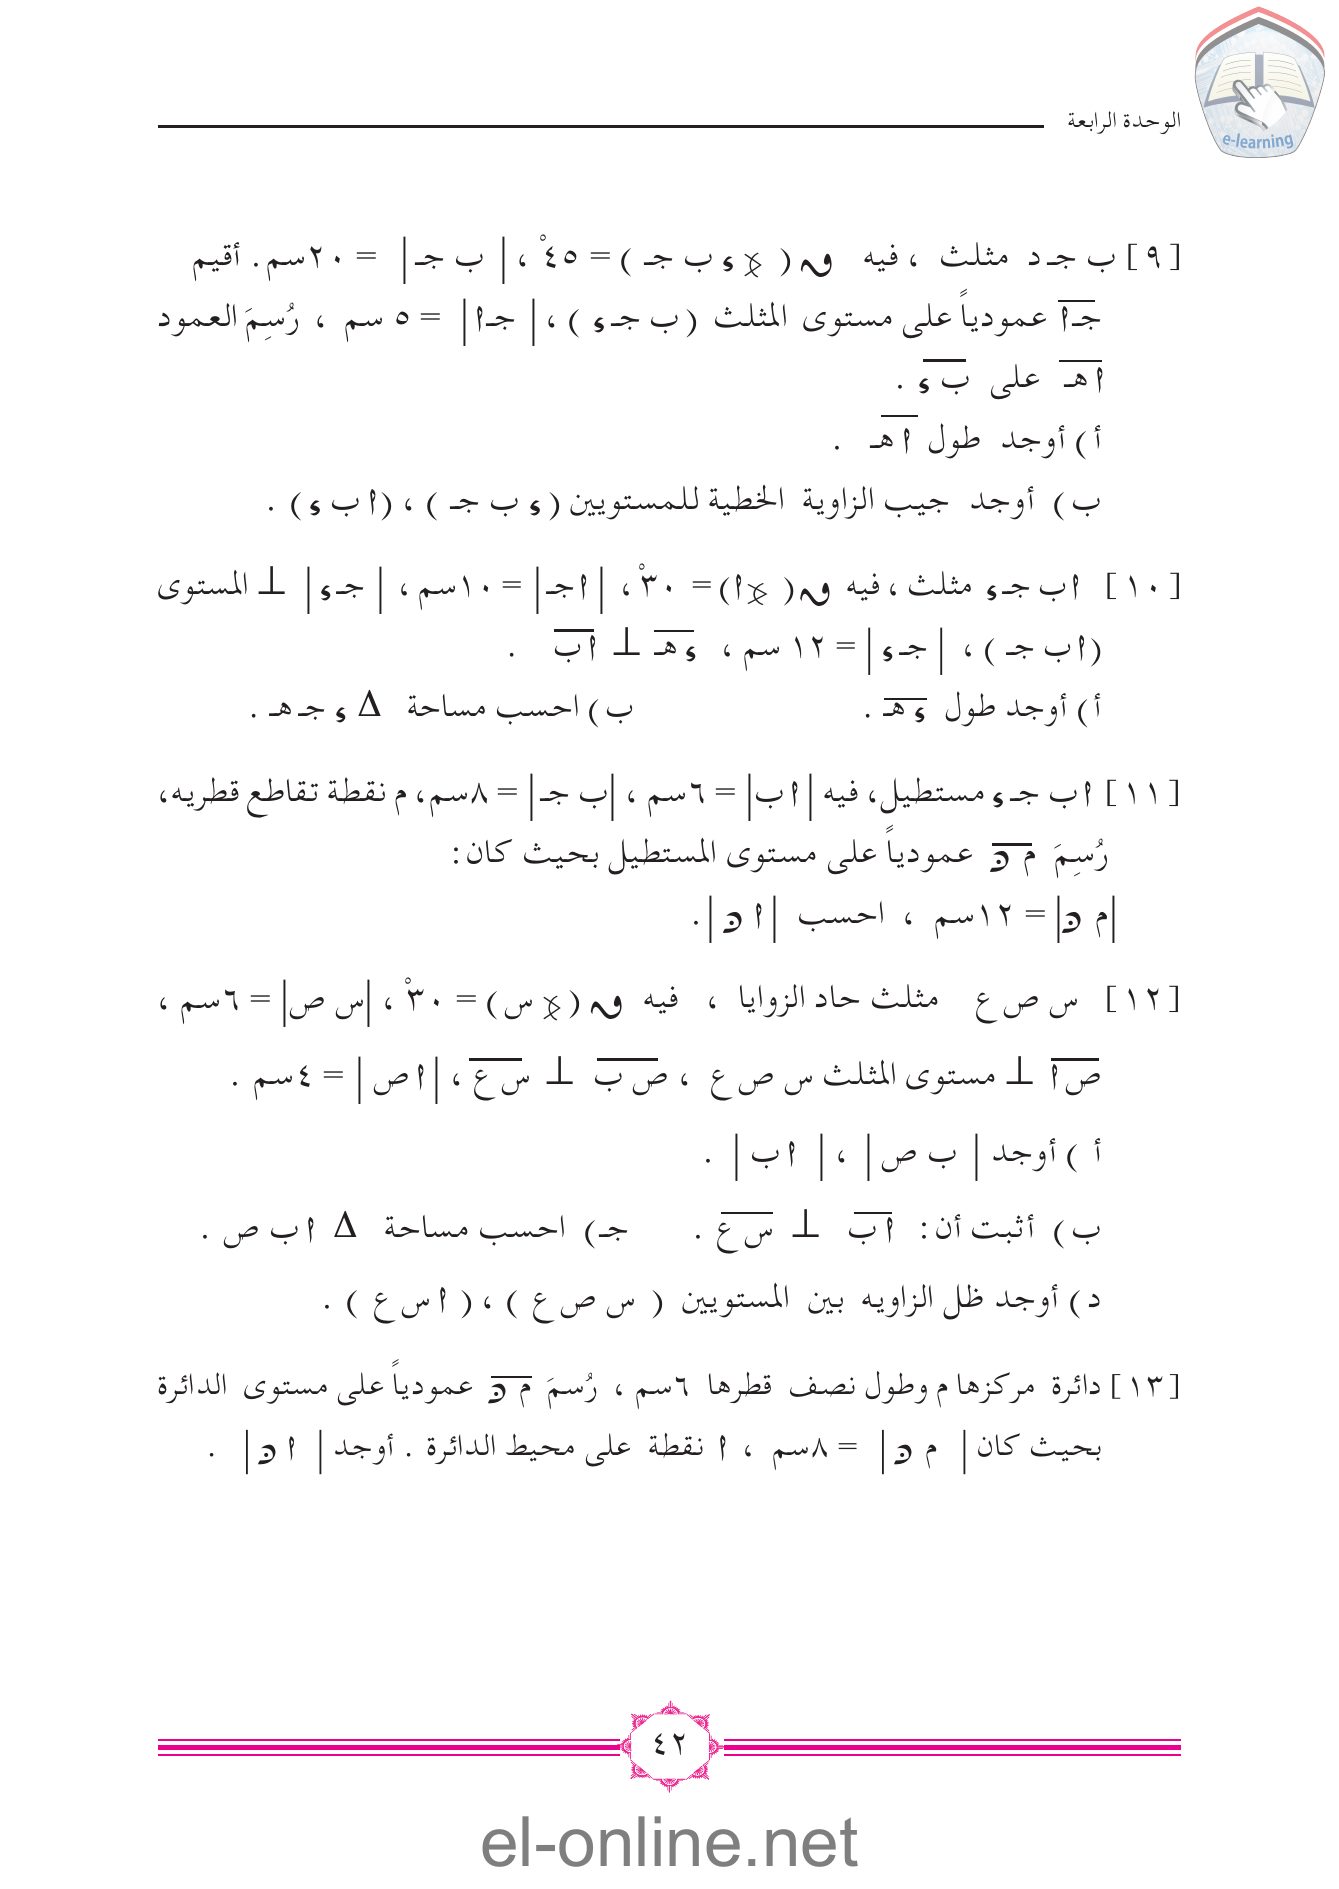 e-learning
الوحدة الرابعة
[ ٩ ] ب جـ د مثلث ، فيه ق ( ∢ ء ب جـ ) = ٤٥ْ ، | ب جـ | = ٢٠سم . أقيم
جـ ا عمودياً على مستوى المثلث ( ب جـ ء ) ، | جـ ا | = ٥ سم ، رُسِمَ العمود
ا هـ على ب ء .
أ ) أوجد طول ا هـ .
ب ) أوجد جيب الزاوية الخطية للمستويين ( ء ب جـ ) ، ( ا ب ء ) .
[ ١٠ ] ا ب جـ ء مثلث ، فيه ق ( ∢ ا ) = ٣٠ْ ، | ا جـ | = ١٠سم ، | جـ ء | ⊥ المستوى
( ا ب جـ ) ، | جـ ء | = ١٢ سم ، ء هـ ⊥ ا ب .
أ ) أوجد طول ء هـ . ب ) احسب مساحة Δ ء جـ هـ .
[ ١١ ] ا ب جـ ء مستطيل، فيه | ا ب | = ٦سم ، | ب جـ | = ٨سم، م نقطة تقاطع قطريه،
رُسِمَ م ن عمودياً على مستوى المستطيل بحيث كان :
| م ن | = ١٢سم ، احسب | ا ن | .
[ ١٢ ] س ص ع مثلث حاد الزوايا ، فيه ق ( ∢ س ) = ٣٠ْ ، | س ص | = ٦سم ،
ص ا ⊥ مستوى المثلث س ص ع ، ص ب ⊥ س ع ، | ا ص | = ٤سم .
أ ) أوجد | ب ص | ، | ا ب | .
ب ) أثبت أن : ا ب ⊥ س ع . جـ ) احسب مساحة Δ ا ب ص .
د ) أوجد ظل الزاويه بين المستويين ( س ص ع ) ، ( ا س ع ) .
[ ١٣ ] دائرة مركزها م وطول نصف قطرها ٦سم ، رُسمَ م ن عمودياً على مستوى الدائرة
بحيث كان | م ن | = ٨سم ، ا نقطة على محيط الدائرة . أوجد | ا ن | .
٤٢
el-online.net